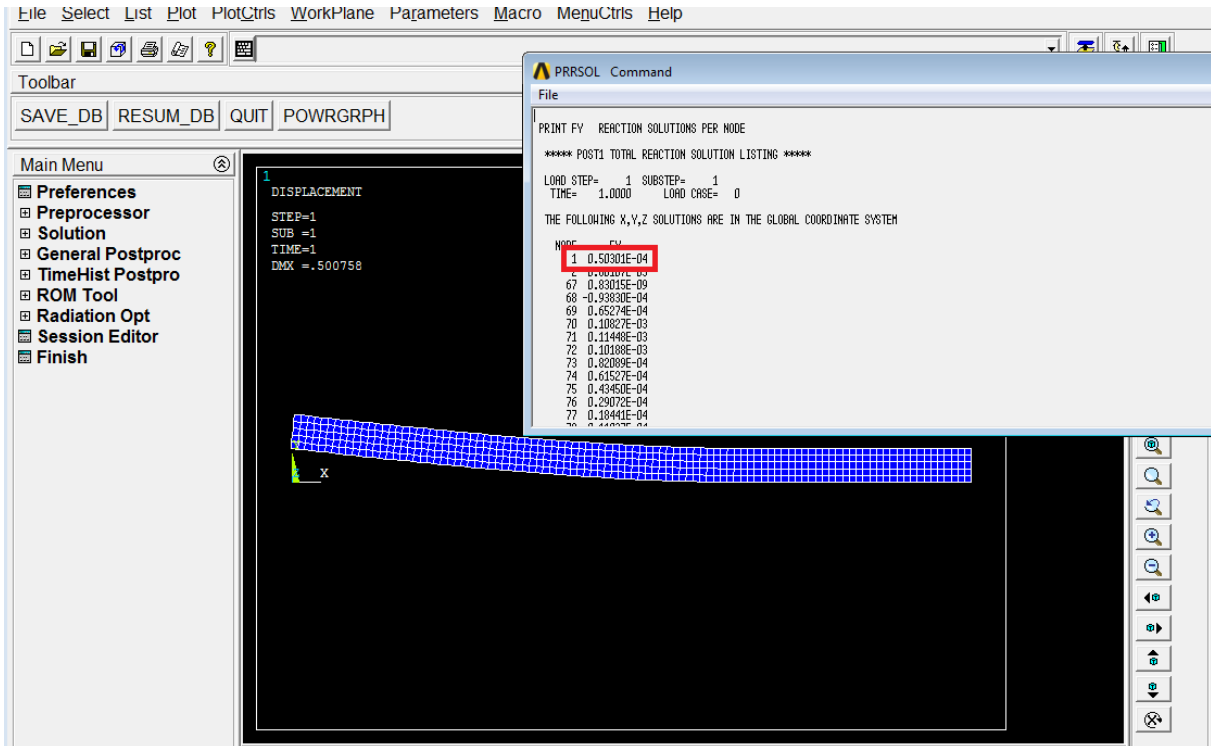 File Select List Plot PlotCtrls WorkPlane Parameters Macro MenuCtrls Help
Toolbar
SAVE_DB RESUM_DB QUIT POWRGRPH
Main Menu
Preferences
Preprocessor
Solution
General Postproc
TimeHist Postpro
ROM Tool
Radiation Opt
Session Editor
Finish
1
DISPLACEMENT
STEP=1
SUB =1
TIME=1
DMX =.500758
Y
X
PRRSOL Command
File
PRINT FY REACTION SOLUTIONS PER NODE
***** POST1 TOTAL REACTION SOLUTION LISTING *****
LOAD STEP= 1 SUBSTEP= 1
TIME= 1.0000 LOAD CASE= 0
THE FOLLOWING X,Y,Z SOLUTIONS ARE IN THE GLOBAL COORDINATE SYSTEM
NODE FY
1 0.50301E-04
2
67 0.83015E-09
68 -0.93830E-04
69 0.65274E-04
70 0.10827E-03
71 0.11448E-03
72 0.10188E-03
73 0.82089E-04
74 0.61527E-04
75 0.43450E-04
76 0.29072E-04
77 0.18441E-04